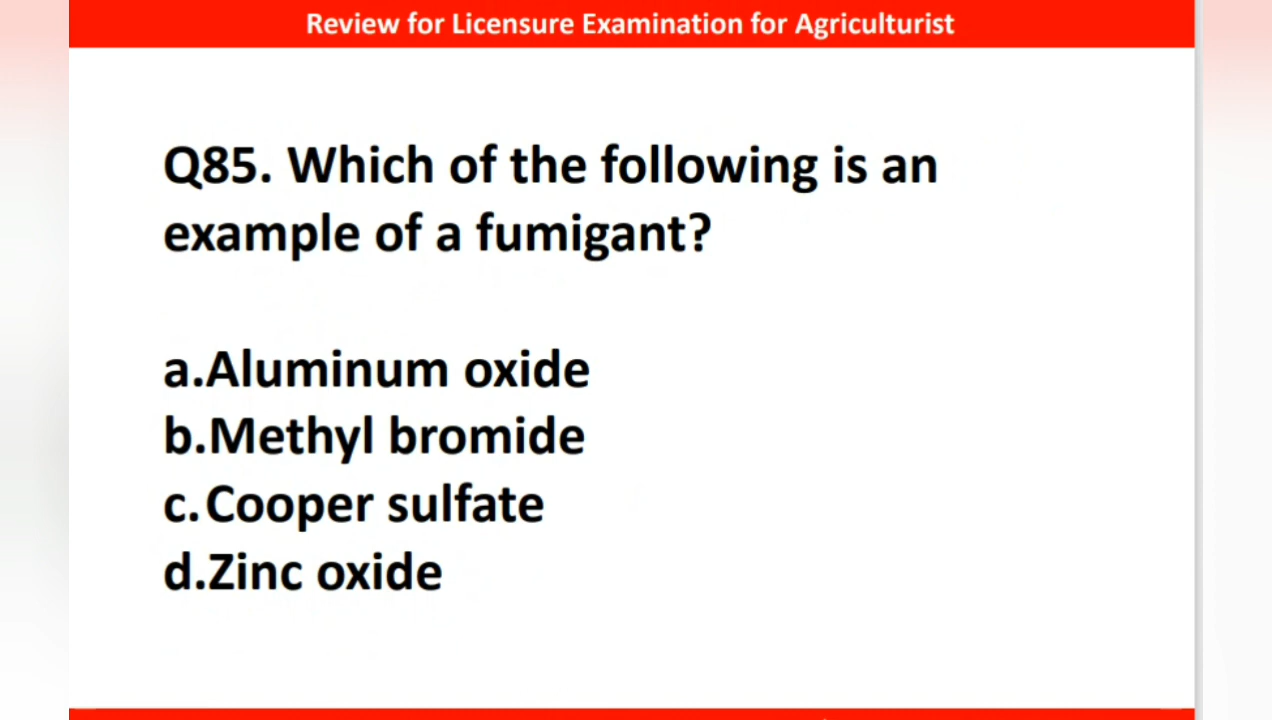 Review for Licensure Examination for Agriculturist
Q85. Which of the following is an
example of a fumigant?
a.Aluminum oxide
b.Methyl bromide
c.Cooper sulfate
d.Zinc oxide